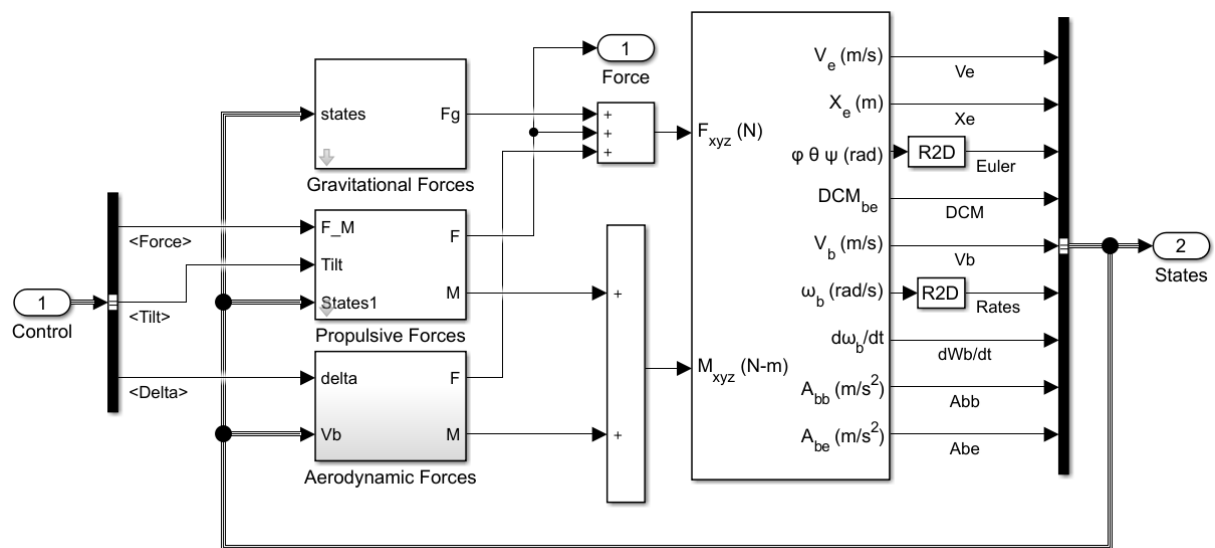 1
Control
<Force>
<Tilt>
<Delta>
states
Fg
Gravitational Forces
F_M
Tilt
States1
F
M
Propulsive Forces
delta
Vb
F
M
Aerodynamic Forces
1
Force
+
+
+
+
+
F_xyz (N)
M_xyz (N-m)
V_e (m/s)
X_e (m)
φ θ ψ (rad)
DCM_be
V_b (m/s)
ω_b (rad/s)
dω_b/dt
A_bb (m/s²)
A_be (m/s²)
R2D
R2D
Ve
Xe
Euler
DCM
Vb
Rates
dWb/dt
Abb
Abe
2
States